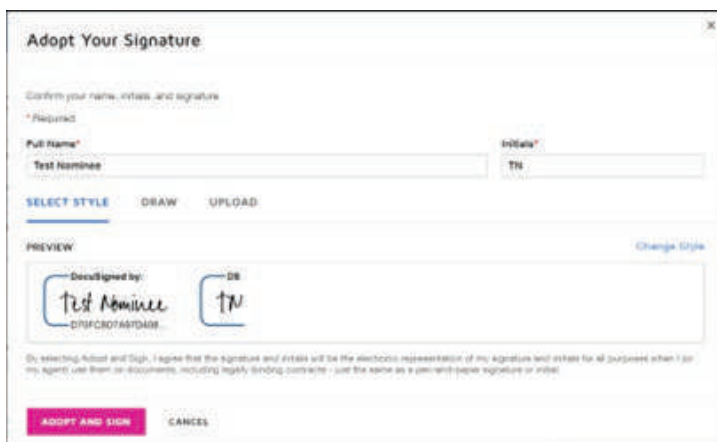 ×
Adopt Your Signature
Confirm your name, initials, and signature
* Required
Full Name* Initials*
Test Nominee TN
SELECT STYLE DRAW UPLOAD
PREVIEW Change Style
DocuSigned by: DS
Test Nominee TN
By selecting Adopt and Sign, I agree that the signature and initials will be the electronic representation of my signature and initials for all purposes when I (or
my agent) use them on documents, including legally binding contracts - just the same as a pen-and-paper signature or initial.
ADOPT AND SIGN CANCEL